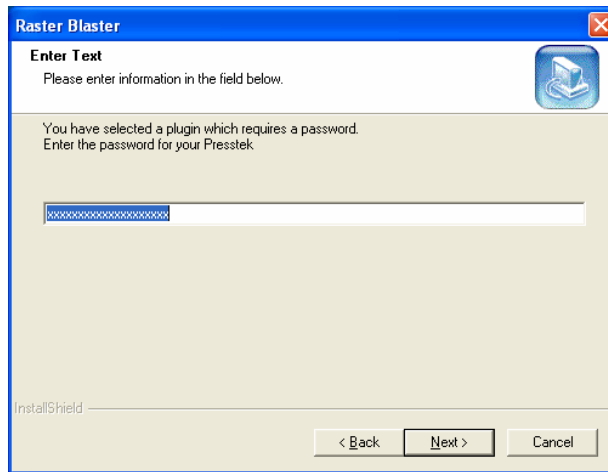 Raster Blaster
Enter Text
Please enter information in the field below.
You have selected a plugin which requires a password.
Enter the password for your Presstek
xxxxxxxxxxxxxxxxxxxx
InstallShield
< Back
Next >
Cancel